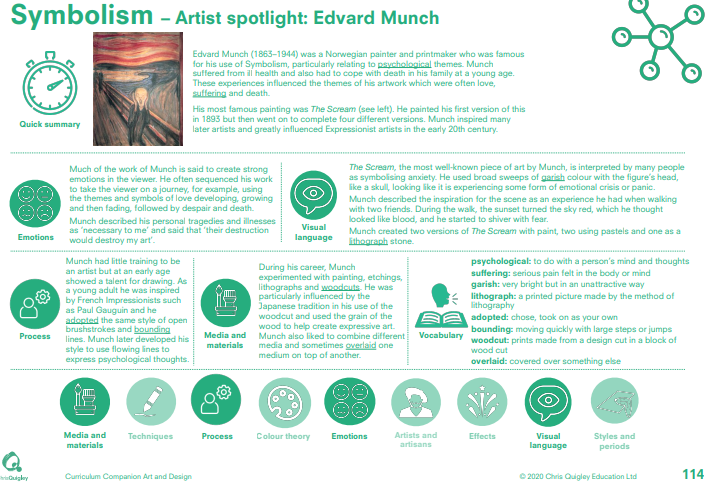 Symbolism – Artist spotlight: Edvard Munch
Quick summary
Edvard Munch (1863–1944) was a Norwegian painter and printmaker who was famous
for his use of Symbolism, particularly relating to psychological themes. Munch
suffered from ill health and also had to cope with death in his family at a young age.
These experiences influenced the themes of his artwork which were often love,
suffering and death.
His most famous painting was The Scream (see left). He painted his first version of this
in 1893 but then went on to complete four different versions. Munch inspired many
later artists and greatly influenced Expressionist artists in the early 20th century.
Emotions
Much of the work of Munch is said to create strong
emotions in the viewer. He often sequenced his work
to take the viewer on a journey, for example, using
the themes and symbols of love developing, growing
and then fading, followed by despair and death.
Munch described his personal tragedies and illnesses
as 'necessary to me' and said that 'their destruction
would destroy my art'.
Visual
language
The Scream, the most well-known piece of art by Munch, is interpreted by many people
as symbolising anxiety. He used broad sweeps of garish colour with the figure's head,
like a skull, looking like it is experiencing some form of emotional crisis or panic.
Munch described the inspiration for the scene as an experience he had when walking
with two friends. During the walk, the sunset turned the sky red, which he thought
looked like blood, and he started to shiver with fear.
Munch created two versions of The Scream with paint, two using pastels and one as a
lithograph stone.
Process
Munch had little training to be
an artist but at an early age
showed a talent for drawing. As
a young adult he was inspired
by French Impressionists such
as Paul Gauguin and he
adopted the same style of open
brushstrokes and bounding
lines. Munch later developed his
style to use flowing lines to
express psychological thoughts.
Media and
materials
During his career, Munch
experimented with painting, etchings,
lithographs and woodcuts. He was
particularly influenced by the
Japanese tradition in his use of the
woodcut and used the grain of the
wood to help create expressive art.
Munch also liked to combine different
media and sometimes overlaid one
medium on top of another.
Vocabulary
psychological: to do with a person's mind and thoughts
suffering: serious pain felt in the body or mind
garish: very bright but in an unattractive way
lithograph: a printed picture made by the method of
lithography
adopted: chose, took on as your own
bounding: moving quickly with large steps or jumps
woodcut: prints made from a design cut in a block of
wood cut
overlaid: covered over something else
Media and
materials
Techniques
Process
Colour theory
Emotions
Artists and
artisans
Effects
Visual
language
Styles and
periods
hrisQuigley
Curriculum Companion Art and Design
© 2020 Chris Quigley Education Ltd
114